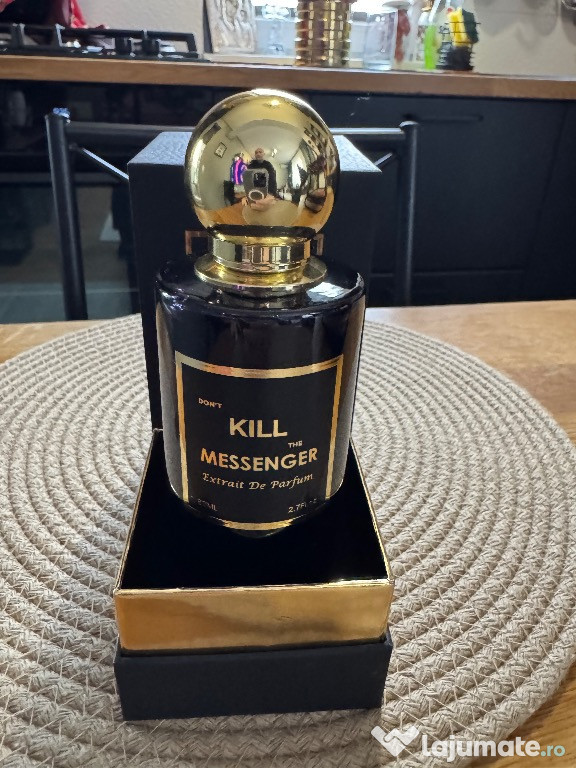 DON'T
KILL
THE
MESSENGER
Extrait De Parfum
Lajumate.ro